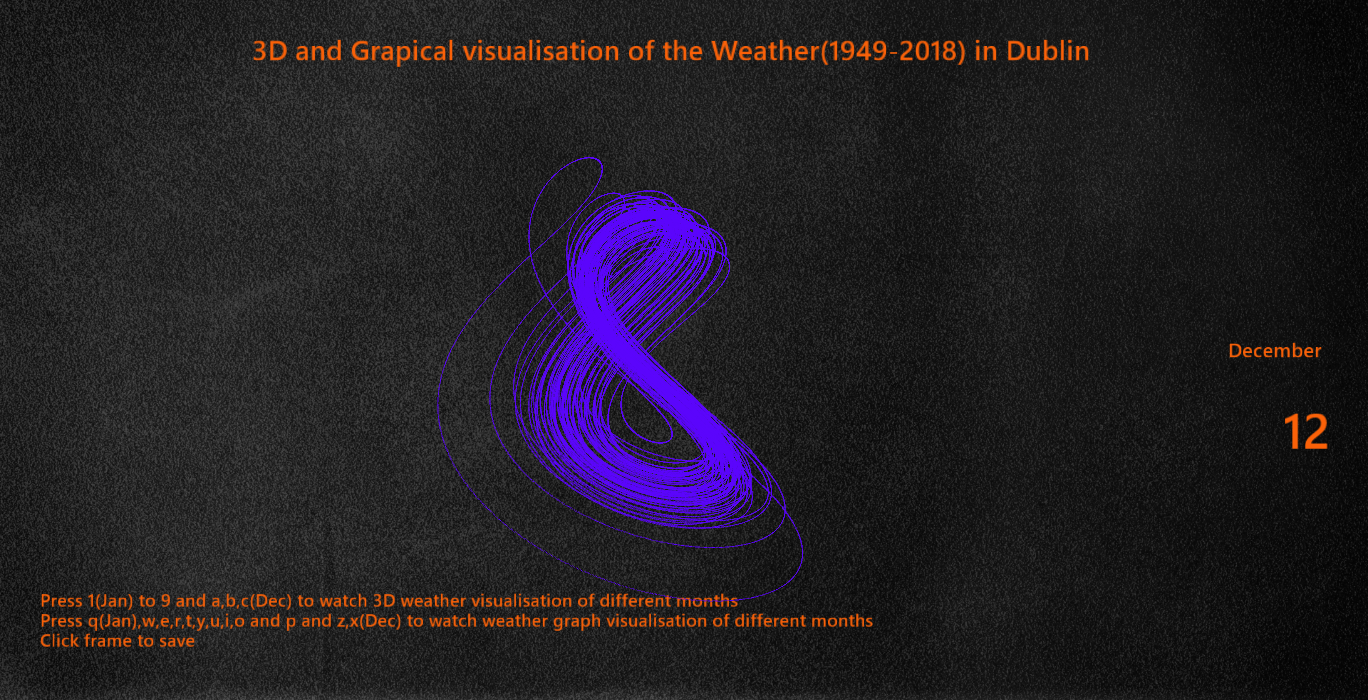 3D and Grapical visualisation of the Weather(1949-2018) in Dublin
December
12
Press 1(Jan) to 9 and a,b,c(Dec) to watch 3D weather visualisation of different months
Press q(Jan),w,e,r,t,y,u,i,o and p and z,x(Dec) to watch weather graph visualisation of different months
Click frame to save